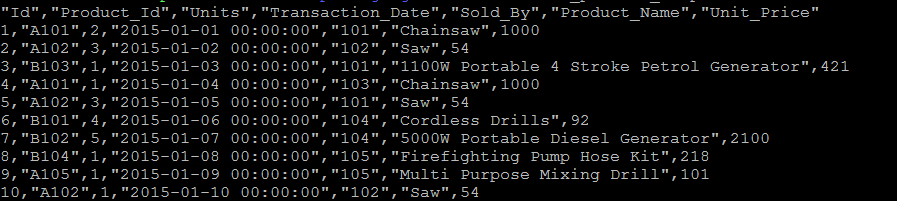 "Id","Product_Id","Units","Transaction_Date","Sold_By","Product_Name","Unit_Price"
1,"A101",2,"2015-01-01 00:00:00","101","Chainsaw",1000
2,"A102",3,"2015-01-02 00:00:00","102","Saw",54
3,"B103",1,"2015-01-03 00:00:00","101","1100W Portable 4 Stroke Petrol Generator",421
4,"A101",1,"2015-01-04 00:00:00","103","Chainsaw",1000
5,"A102",3,"2015-01-05 00:00:00","101","Saw",54
6,"B101",4,"2015-01-06 00:00:00","104","Cordless Drills",92
7,"B102",5,"2015-01-07 00:00:00","104","5000W Portable Diesel Generator",2100
8,"B104",1,"2015-01-08 00:00:00","105","Firefighting Pump Hose Kit",218
9,"A105",1,"2015-01-09 00:00:00","105","Multi Purpose Mixing Drill",101
10,"A102",1,"2015-01-10 00:00:00","102","Saw",54